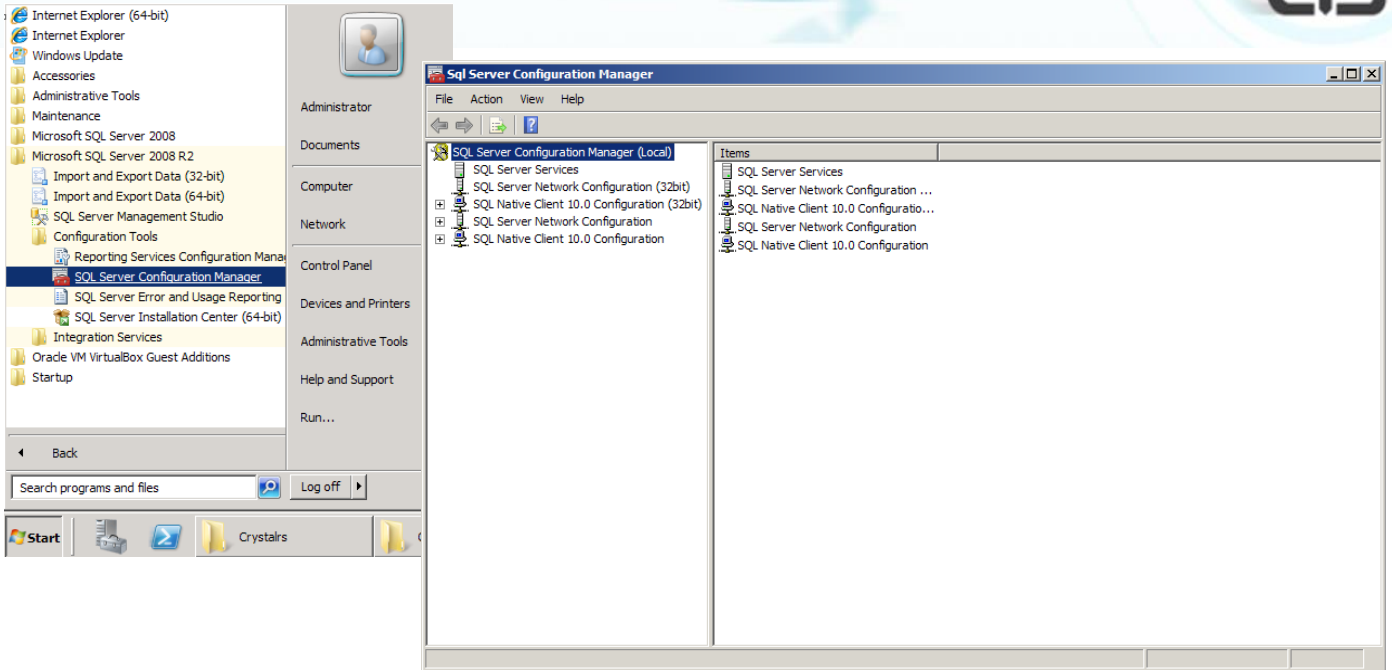 Internet Explorer (64-bit)
Internet Explorer
Windows Update
Accessories
Administrative Tools
Maintenance
Microsoft SQL Server 2008
Microsoft SQL Server 2008 R2
Import and Export Data (32-bit)
Import and Export Data (64-bit)
SQL Server Management Studio
Configuration Tools
Reporting Services Configuration Mana
SQL Server Configuration Manager
SQL Server Error and Usage Reporting
SQL Server Installation Center (64-bit)
Integration Services
Oracle VM VirtualBox Guest Additions
Startup
Back
Search programs and files
Administrator
Documents
Computer
Network
Control Panel
Devices and Printers
Administrative Tools
Help and Support
Run...
Log off
Start
Crystalrs
Sql Server Configuration Manager
File Action View Help
SQL Server Configuration Manager (Local)
SQL Server Services
SQL Server Network Configuration (32bit)
SQL Native Client 10.0 Configuration (32bit)
SQL Server Network Configuration
SQL Native Client 10.0 Configuration
Items
SQL Server Services
SQL Server Network Configuration ...
SQL Native Client 10.0 Configuratio...
SQL Server Network Configuration
SQL Native Client 10.0 Configuration